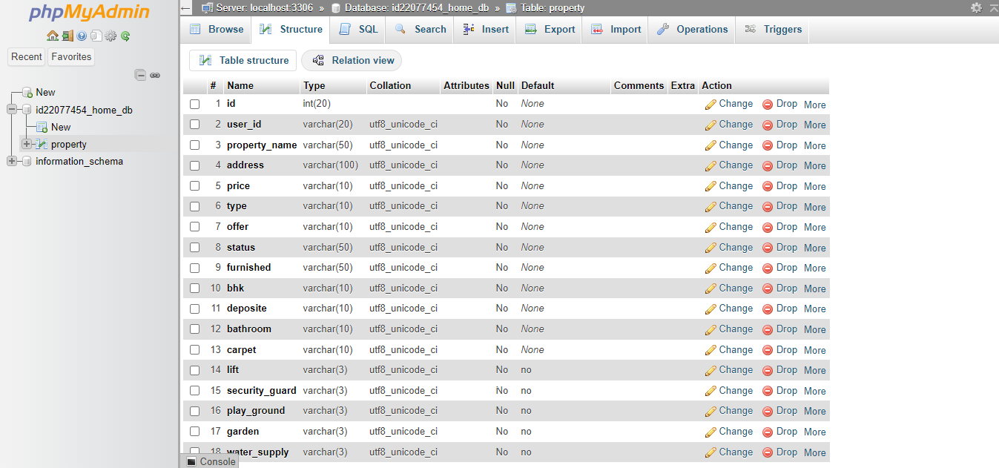 phpMyAdmin
Recent Favorites
New
id22077454_home_db
New
property
information_schema
Server: localhost:3306 » Database: id22077454_home_db » Table: property
Browse Structure SQL Search Insert Export Import Operations Triggers
Table structure Relation view
# Name Type Collation Attributes Null Default Comments Extra Action
1 id int(20) No None Change Drop More
2 user_id varchar(20) utf8_unicode_ci No None Change Drop More
3 property_name varchar(50) utf8_unicode_ci No None Change Drop More
4 address varchar(100) utf8_unicode_ci No None Change Drop More
5 price varchar(10) utf8_unicode_ci No None Change Drop More
6 type varchar(10) utf8_unicode_ci No None Change Drop More
7 offer varchar(10) utf8_unicode_ci No None Change Drop More
8 status varchar(50) utf8_unicode_ci No None Change Drop More
9 furnished varchar(50) utf8_unicode_ci No None Change Drop More
10 bhk varchar(10) utf8_unicode_ci No None Change Drop More
11 deposite varchar(10) utf8_unicode_ci No None Change Drop More
12 bathroom varchar(10) utf8_unicode_ci No None Change Drop More
13 carpet varchar(10) utf8_unicode_ci No None Change Drop More
14 lift varchar(3) utf8_unicode_ci No no Change Drop More
15 security_guard varchar(3) utf8_unicode_ci No no Change Drop More
16 play_ground varchar(3) utf8_unicode_ci No no Change Drop More
17 garden varchar(3) utf8_unicode_ci No no Change Drop More
18 water_supply varchar(3) utf8_unicode_ci No no Change Drop More
Console